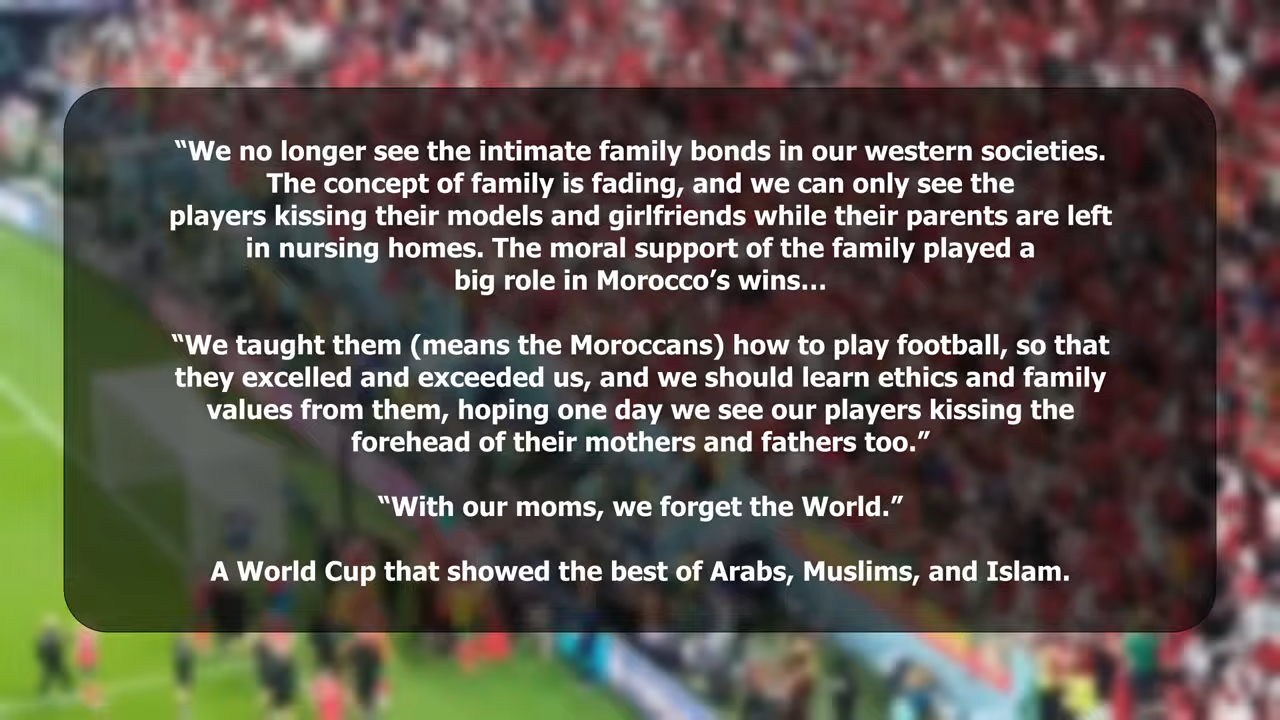 “We no longer see the intimate family bonds in our western societies.
The concept of family is fading, and we can only see the
players kissing their models and girlfriends while their parents are left
in nursing homes. The moral support of the family played a
big role in Morocco’s wins...
“We taught them (means the Moroccans) how to play football, so that
they excelled and exceeded us, and we should learn ethics and family
values from them, hoping one day we see our players kissing the
forehead of their mothers and fathers too.”
“With our moms, we forget the World.”
A World Cup that showed the best of Arabs, Muslims, and Islam.